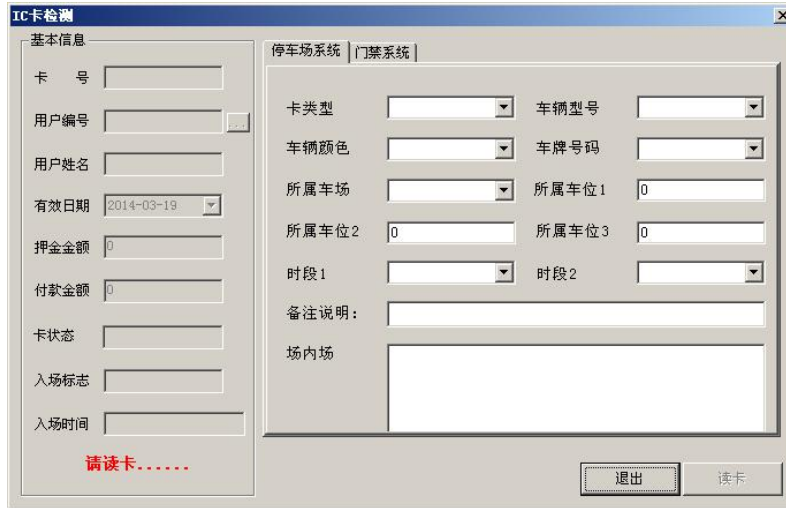 IC卡检测
基本信息
卡 号
用户编号 ...
用户姓名
有效日期 2014-03-19
押金金额 0
付款金额 0
卡状态
入场标志
入场时间
请读卡......
停车场系统 门禁系统
卡类型 车辆型号
车辆颜色 车牌号码
所属车场 所属车位1 0
所属车位2 0 所属车位3 0
时段1 时段2
备注说明：
场内场
退出 读卡